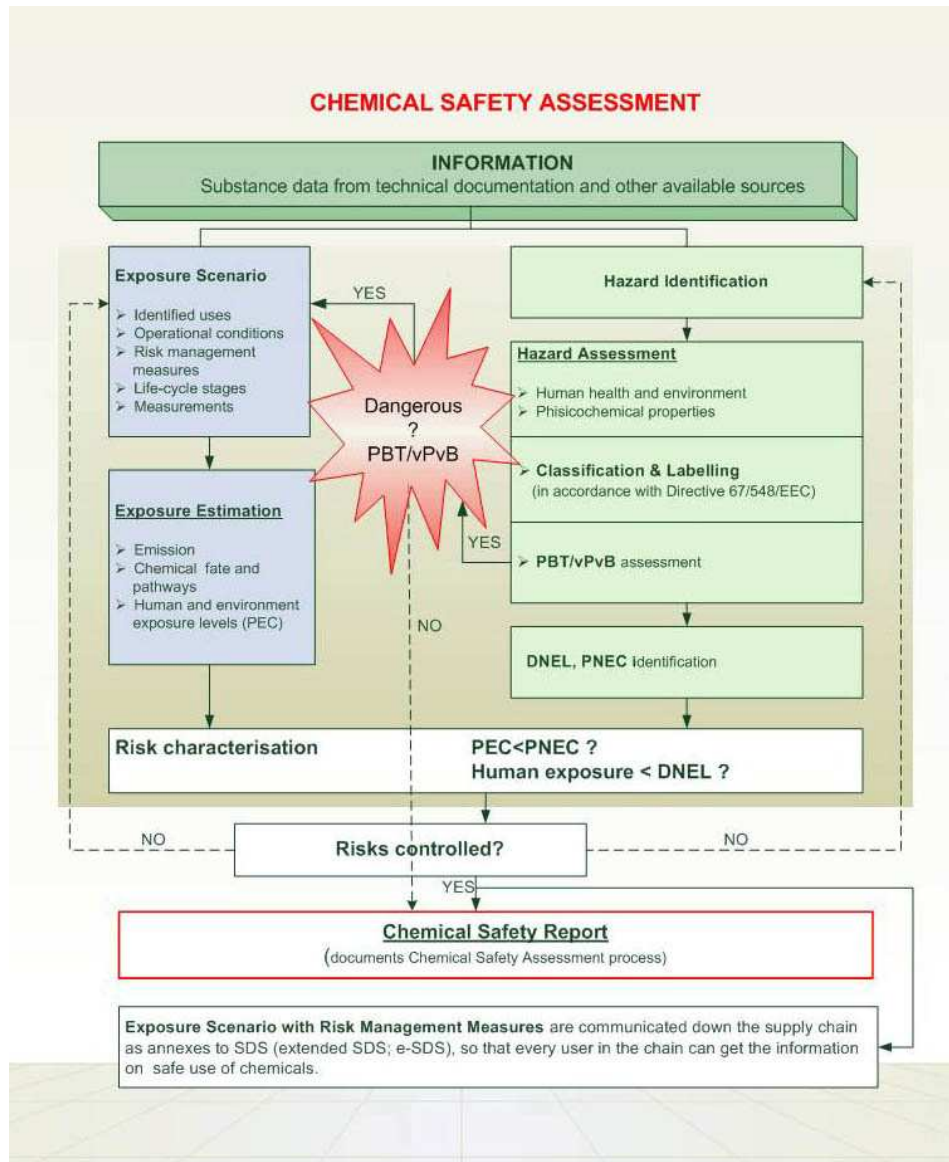 CHEMICAL SAFETY ASSESSMENT
INFORMATION
Substance data from technical documentation and other available sources
Exposure Scenario
➢ Identified uses
➢ Operational conditions
➢ Risk management
measures
➢ Life-cycle stages
➢ Measurements
YES
Dangerous
?
PBT/vPvB
Hazard Identification
Hazard Assessment
➢ Human health and environment
➢ Phisicochemical properties
➢ Classification & Labelling
(in accordance with Directive 67/548/EEC)
YES
➢ PBT/vPvB assessment
Exposure Estimation
➢ Emission
➢ Chemical fate and
pathways
➢ Human and environment
exposure levels (PEC)
NO
DNEL, PNEC identification
Risk characterisation
PEC<PNEC ?
Human exposure < DNEL ?
NO
Risks controlled?
NO
YES
Chemical Safety Report
(documents Chemical Safety Assessment process)
Exposure Scenario with Risk Management Measures are communicated down the supply chain
as annexes to SDS (extended SDS; e-SDS), so that every user in the chain can get the information
on safe use of chemicals.